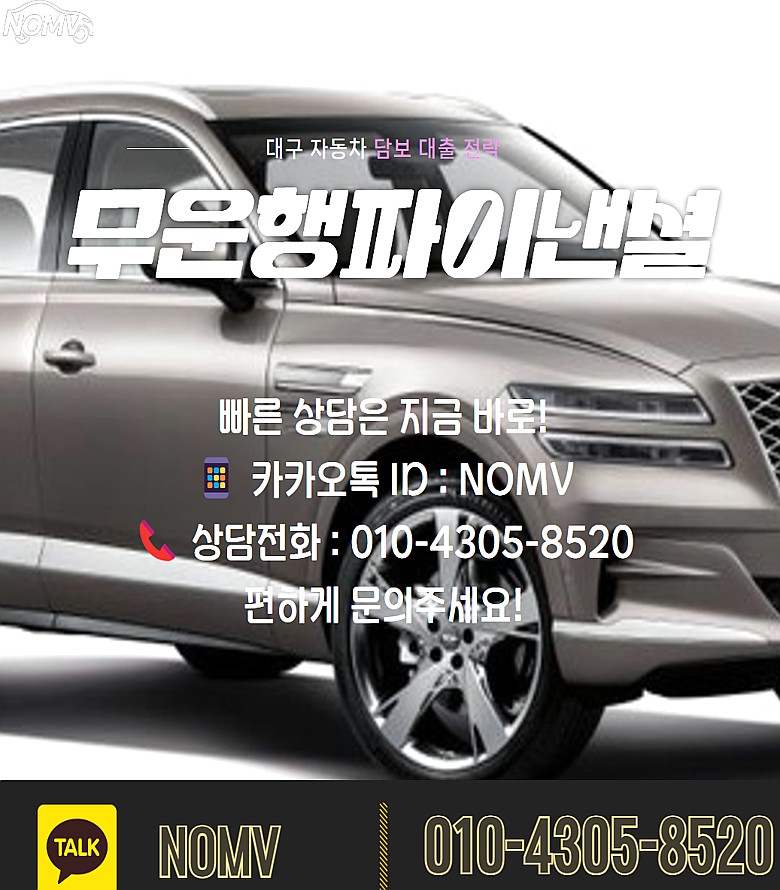 NOMV
대구 자동차 담보 대출 전략
무운행파이낸셜
빠른 상담은 지금 바로!
카카오톡 ID : NOMV
상담전화 : 010-4305-8520
편하게 문의주세요!
TALK
NOMV
010-4305-8520